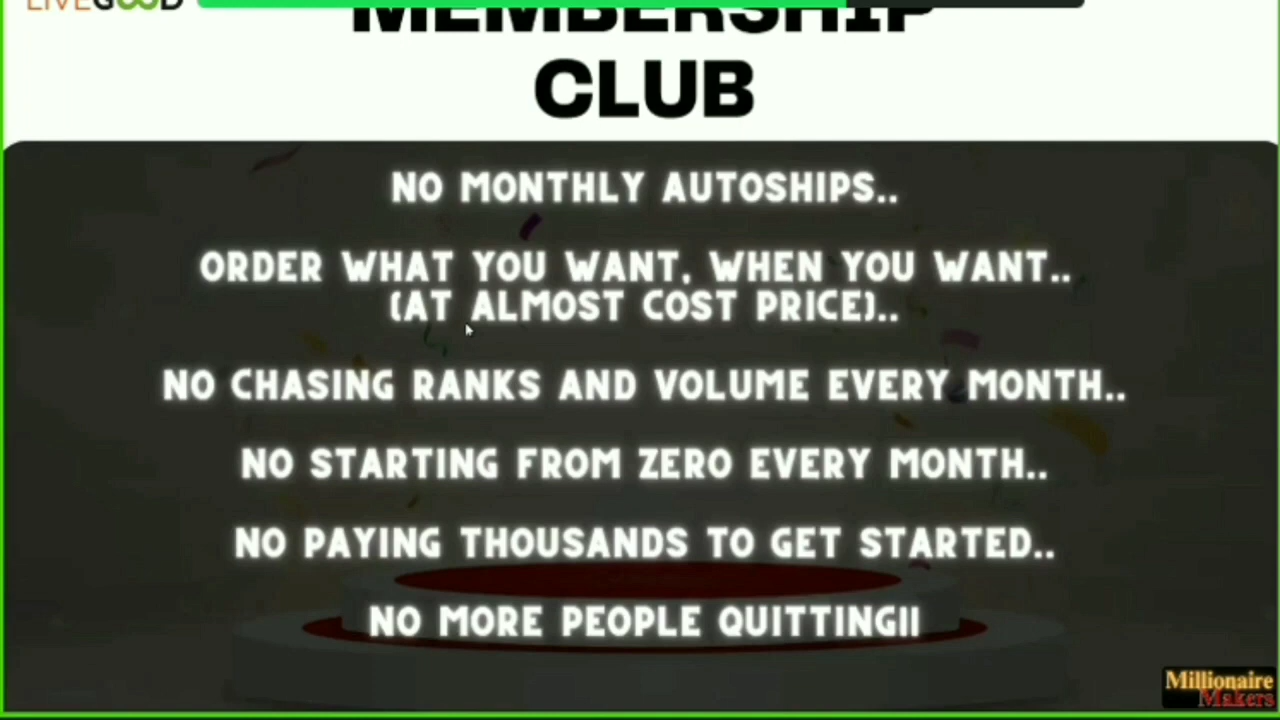 LIVEGOOD
MEMBERSHIP
CLUB
NO MONTHLY AUTOSHIPS..
ORDER WHAT YOU WANT, WHEN YOU WANT..
(AT ALMOST COST PRICE)..
NO CHASING RANKS AND VOLUME EVERY MONTH..
NO STARTING FROM ZERO EVERY MONTH..
NO PAYING THOUSANDS TO GET STARTED..
NO MORE PEOPLE QUITTING!!
Millionaire
Makers